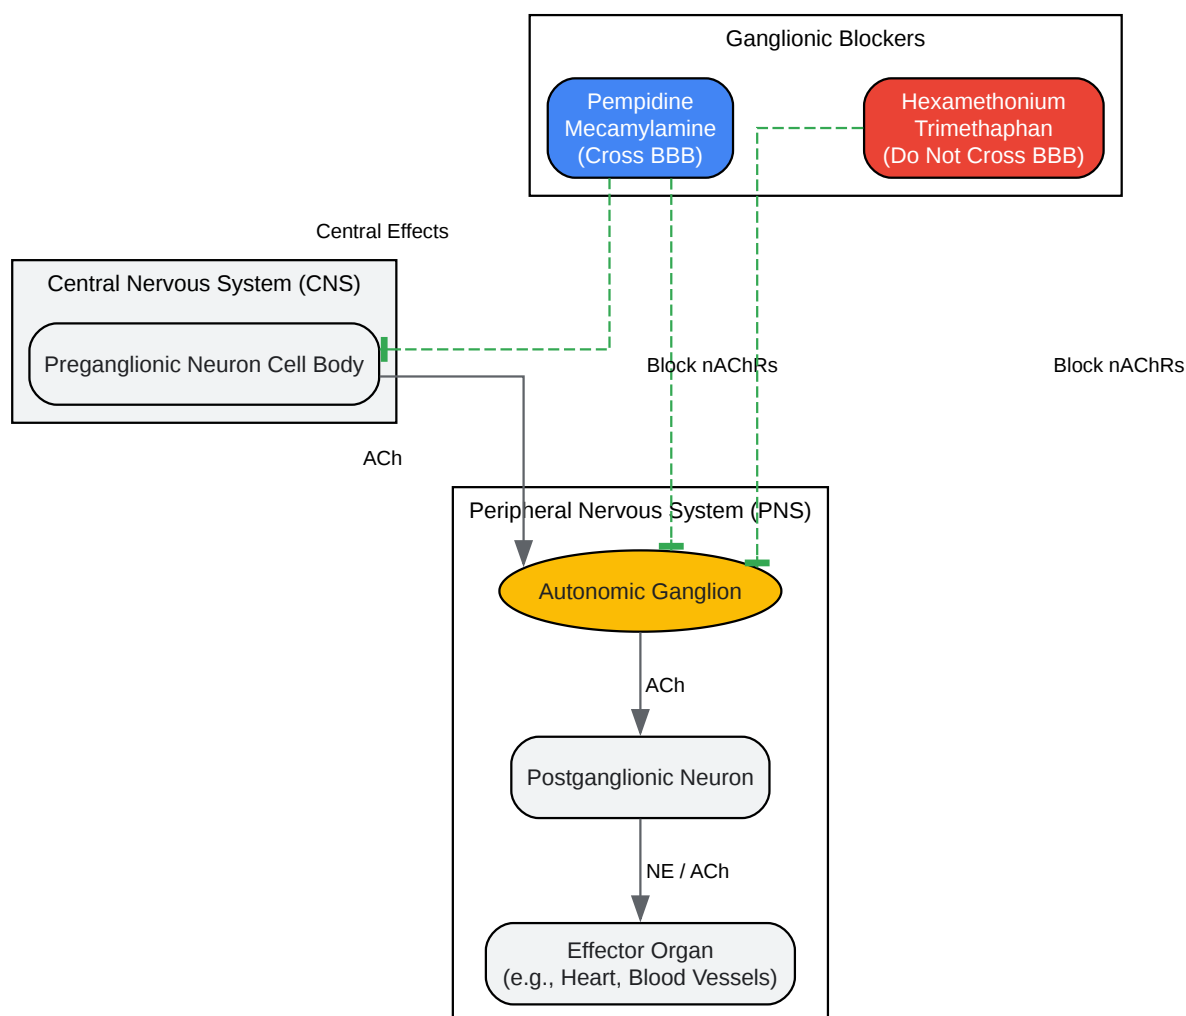 Ganglionic Blockers
Pempidine
Mecamylamine
(Cross BBB)
Hexamethonium
Trimethaphan
(Do Not Cross BBB)
Central Effects
Central Nervous System (CNS)
Preganglionic Neuron Cell Body
Block nAChRs
Block nAChRs
ACh
Peripheral Nervous System (PNS)
Autonomic Ganglion
ACh
Postganglionic Neuron
NE / ACh
Effector Organ
(e.g., Heart, Blood Vessels)